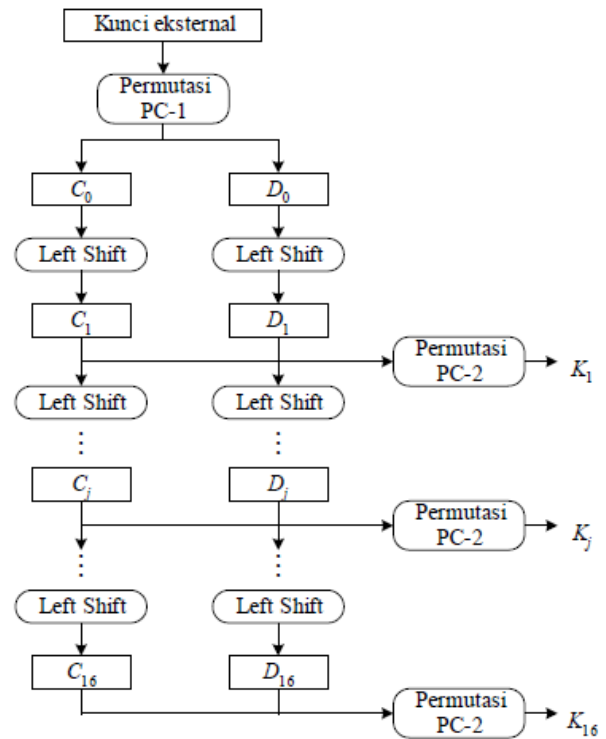 Kunci eksternal
Permutasi
PC-1
C₀ D₀
Left Shift Left Shift
C₁ D₁
Permutasi
PC-2
K₁
Left Shift Left Shift
⋮ ⋮
Cⱼ Dⱼ
Permutasi
PC-2
Kⱼ
⋮ ⋮
Left Shift Left Shift
C₁₆ D₁₆
Permutasi
PC-2
K₁₆